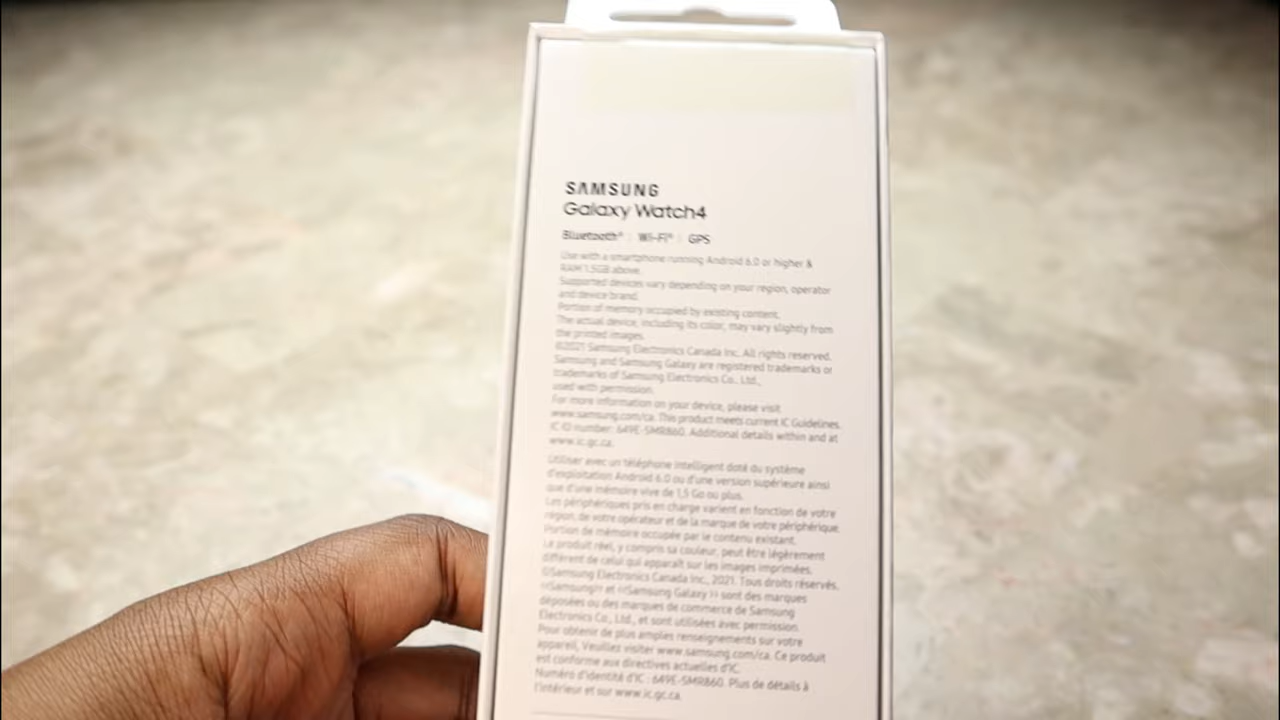 SAMSUNG
Galaxy Watch4
Bluetooth® | Wi-Fi® | GPS
Use with a smartphone running Android 6.0 or higher &
RAM 1.5GB above.
Supported devices vary depending on your region, operator
and device brand.
Portion of memory occupied by existing content.
The actual device, including its color, may vary slightly from
the printed images.
©2021 Samsung Electronics Canada Inc. All rights reserved.
Samsung and Samsung Galaxy are registered trademarks or
trademarks of Samsung Electronics Co., Ltd.,
used with permission.
For more information on your device, please visit
www.samsung.com/ca. This product meets current IC Guidelines.
IC ID number: 649E-SMR860. Additional details within and at
www.ic.gc.ca.
Utiliser avec un téléphone intelligent doté du système
d'exploitation Android 6.0 ou d'une version supérieure ainsi
que d'une mémoire vive de 1,5 Go ou plus.
Les périphériques pris en charge varient en fonction de votre
région, de votre opérateur et de la marque de votre périphérique.
Portion de mémoire occupée par le contenu existant.
Le produit réel, y compris sa couleur, peut être légèrement
différent de celui qui apparaît sur les images imprimées.
©Samsung Electronics Canada Inc., 2021. Tous droits réservés.
«Samsung» et «Samsung Galaxy » sont des marques
déposées ou des marques de commerce de Samsung
Electronics Co., Ltd., et sont utilisées avec permission.
Pour obtenir de plus amples renseignements sur votre
appareil, Veuillez visiter www.samsung.com/ca. Ce produit
est conforme aux directives actuelles d'IC.
Numéro d'identité d'IC : 649E-SMR860. Plus de détails à
l'intérieur et sur www.ic.gc.ca.